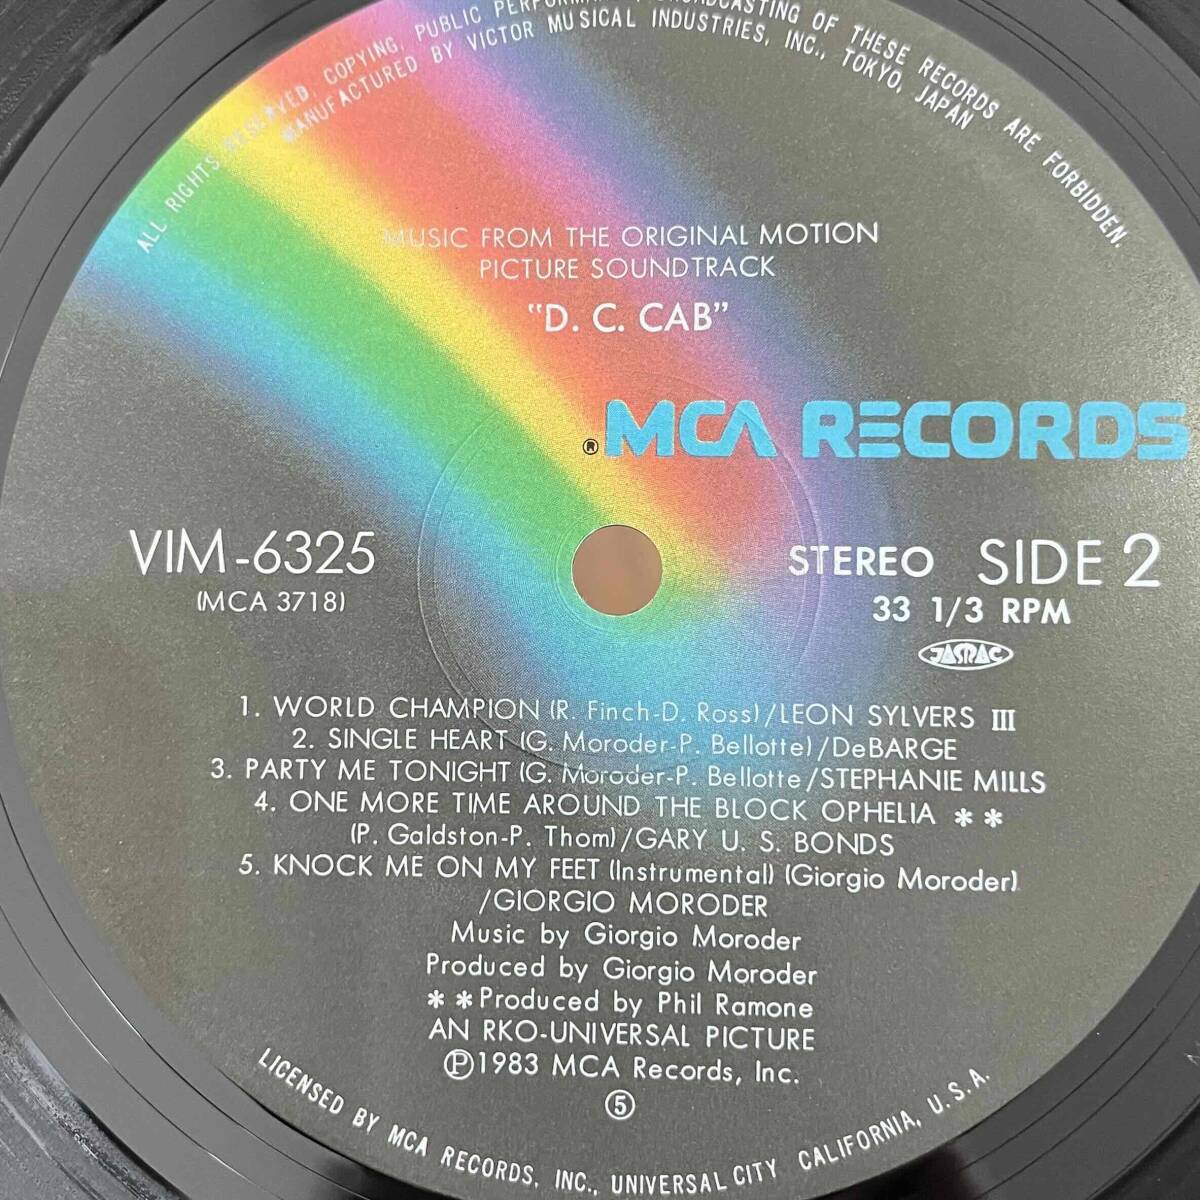 ALL RIGHTS RESERVED. COPYING, PUBLIC BROADCASTING OF THESE RECORDS ARE FORBIDDEN.
MANUFACTURED BY VICTOR MUSICAL INDUSTRIES, INC., TOKYO, JAPAN
MUSIC FROM THE ORIGINAL MOTION
PICTURE SOUNDTRACK
"D. C. CAB"
® MCA RECORDS
VIM-6325
(MCA 3718)
STEREO SIDE 2
33 1/3 RPM
JASRAC
1. WORLD CHAMPION (R. Finch-D. Ross)/LEON SYLVERS III
2. SINGLE HEART (G. Moroder-P. Bellotte)/DeBARGE
3. PARTY ME TONIGHT (G. Moroder-P. Bellotte/STEPHANIE MILLS
4. ONE MORE TIME AROUND THE BLOCK OPHELIA **
(P. Galdston-P. Thom)/GARY U. S. BONDS
5. KNOCK ME ON MY FEET (Instrumental) (Giorgio Moroder)
/GIORGIO MORODER
Music by Giorgio Moroder
Produced by Giorgio Moroder
**Produced by Phil Ramone
AN RKO-UNIVERSAL PICTURE
Ⓟ1983 MCA Records, Inc.
⑤
LICENSED BY MCA RECORDS, INC., UNIVERSAL CITY CALIFORNIA, U.S.A.